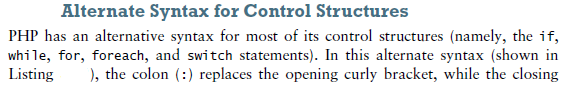 Alternate Syntax for Control Structures
PHP has an alternative syntax for most of its control structures (namely, the if,
while, for, foreach, and switch statements). In this alternate syntax (shown in
Listing ), the colon (:) replaces the opening curly bracket, while the closing